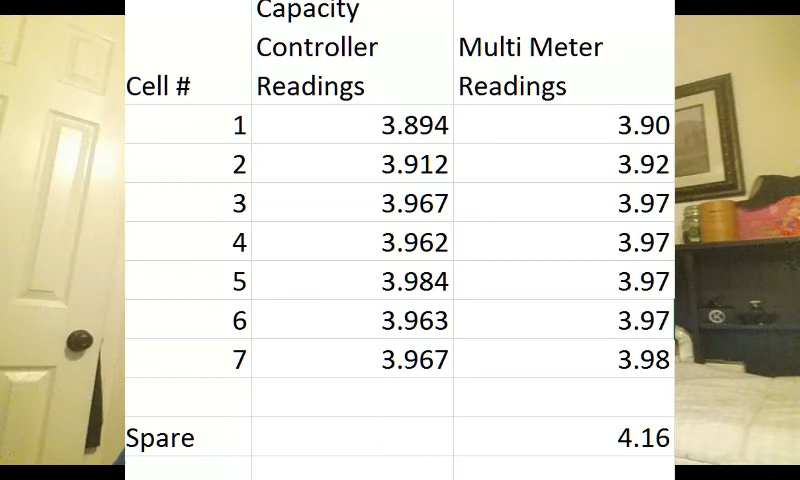 Capacity
Controller
Readings
Multi Meter
Readings
Cell #
1 3.894 3.90
2 3.912 3.92
3 3.967 3.97
4 3.962 3.97
5 3.984 3.97
6 3.963 3.97
7 3.967 3.98
Spare 4.16